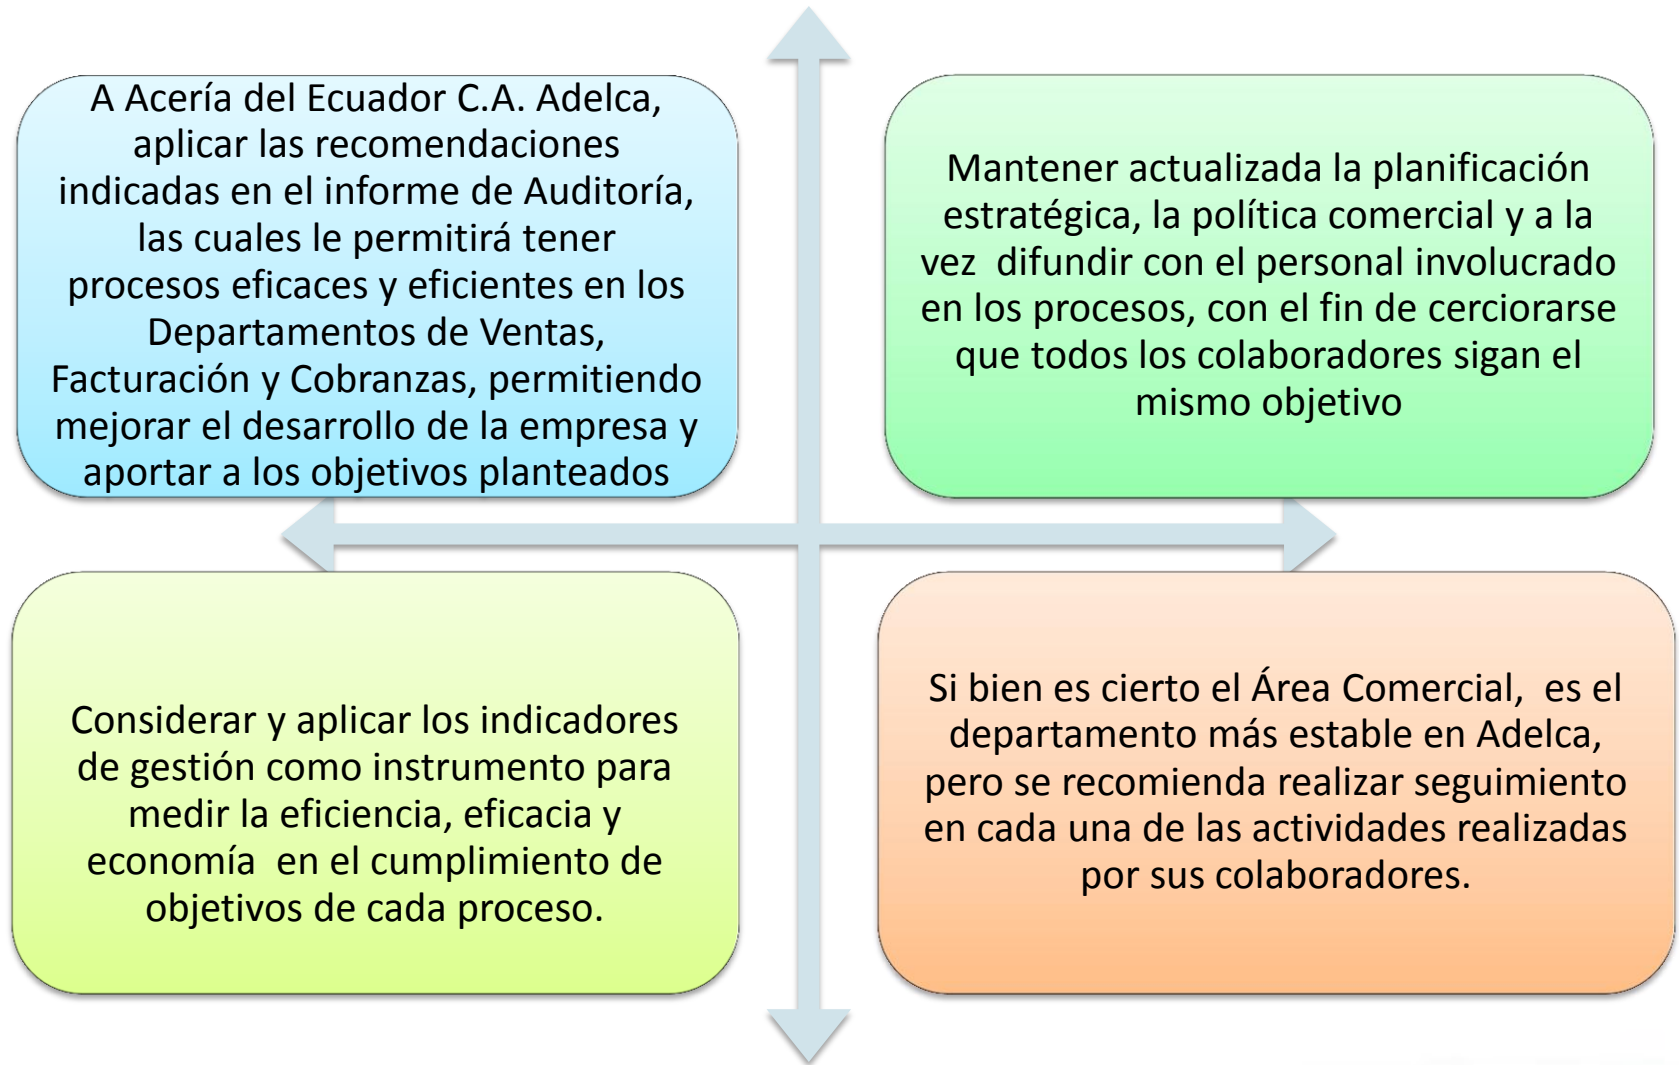 A Acería del Ecuador C.A. Adelca,
aplicar las recomendaciones
indicadas en el informe de Auditoría,
las cuales le permitirá tener
procesos eficaces y eficientes en los
Departamentos de Ventas,
Facturación y Cobranzas, permitiendo
mejorar el desarrollo de la empresa y
aportar a los objetivos planteados
Mantener actualizada la planificación
estratégica, la política comercial y a la
vez  difundir con el personal involucrado
en los procesos, con el fin de cerciorarse
que todos los colaboradores sigan el
mismo objetivo
Considerar y aplicar los indicadores
de gestión como instrumento para
medir la eficiencia, eficacia y
economía  en el cumplimiento de
objetivos de cada proceso.
Si bien es cierto el Área Comercial,  es el
departamento más estable en Adelca,
pero se recomienda realizar seguimiento
en cada una de las actividades realizadas
por sus colaboradores.